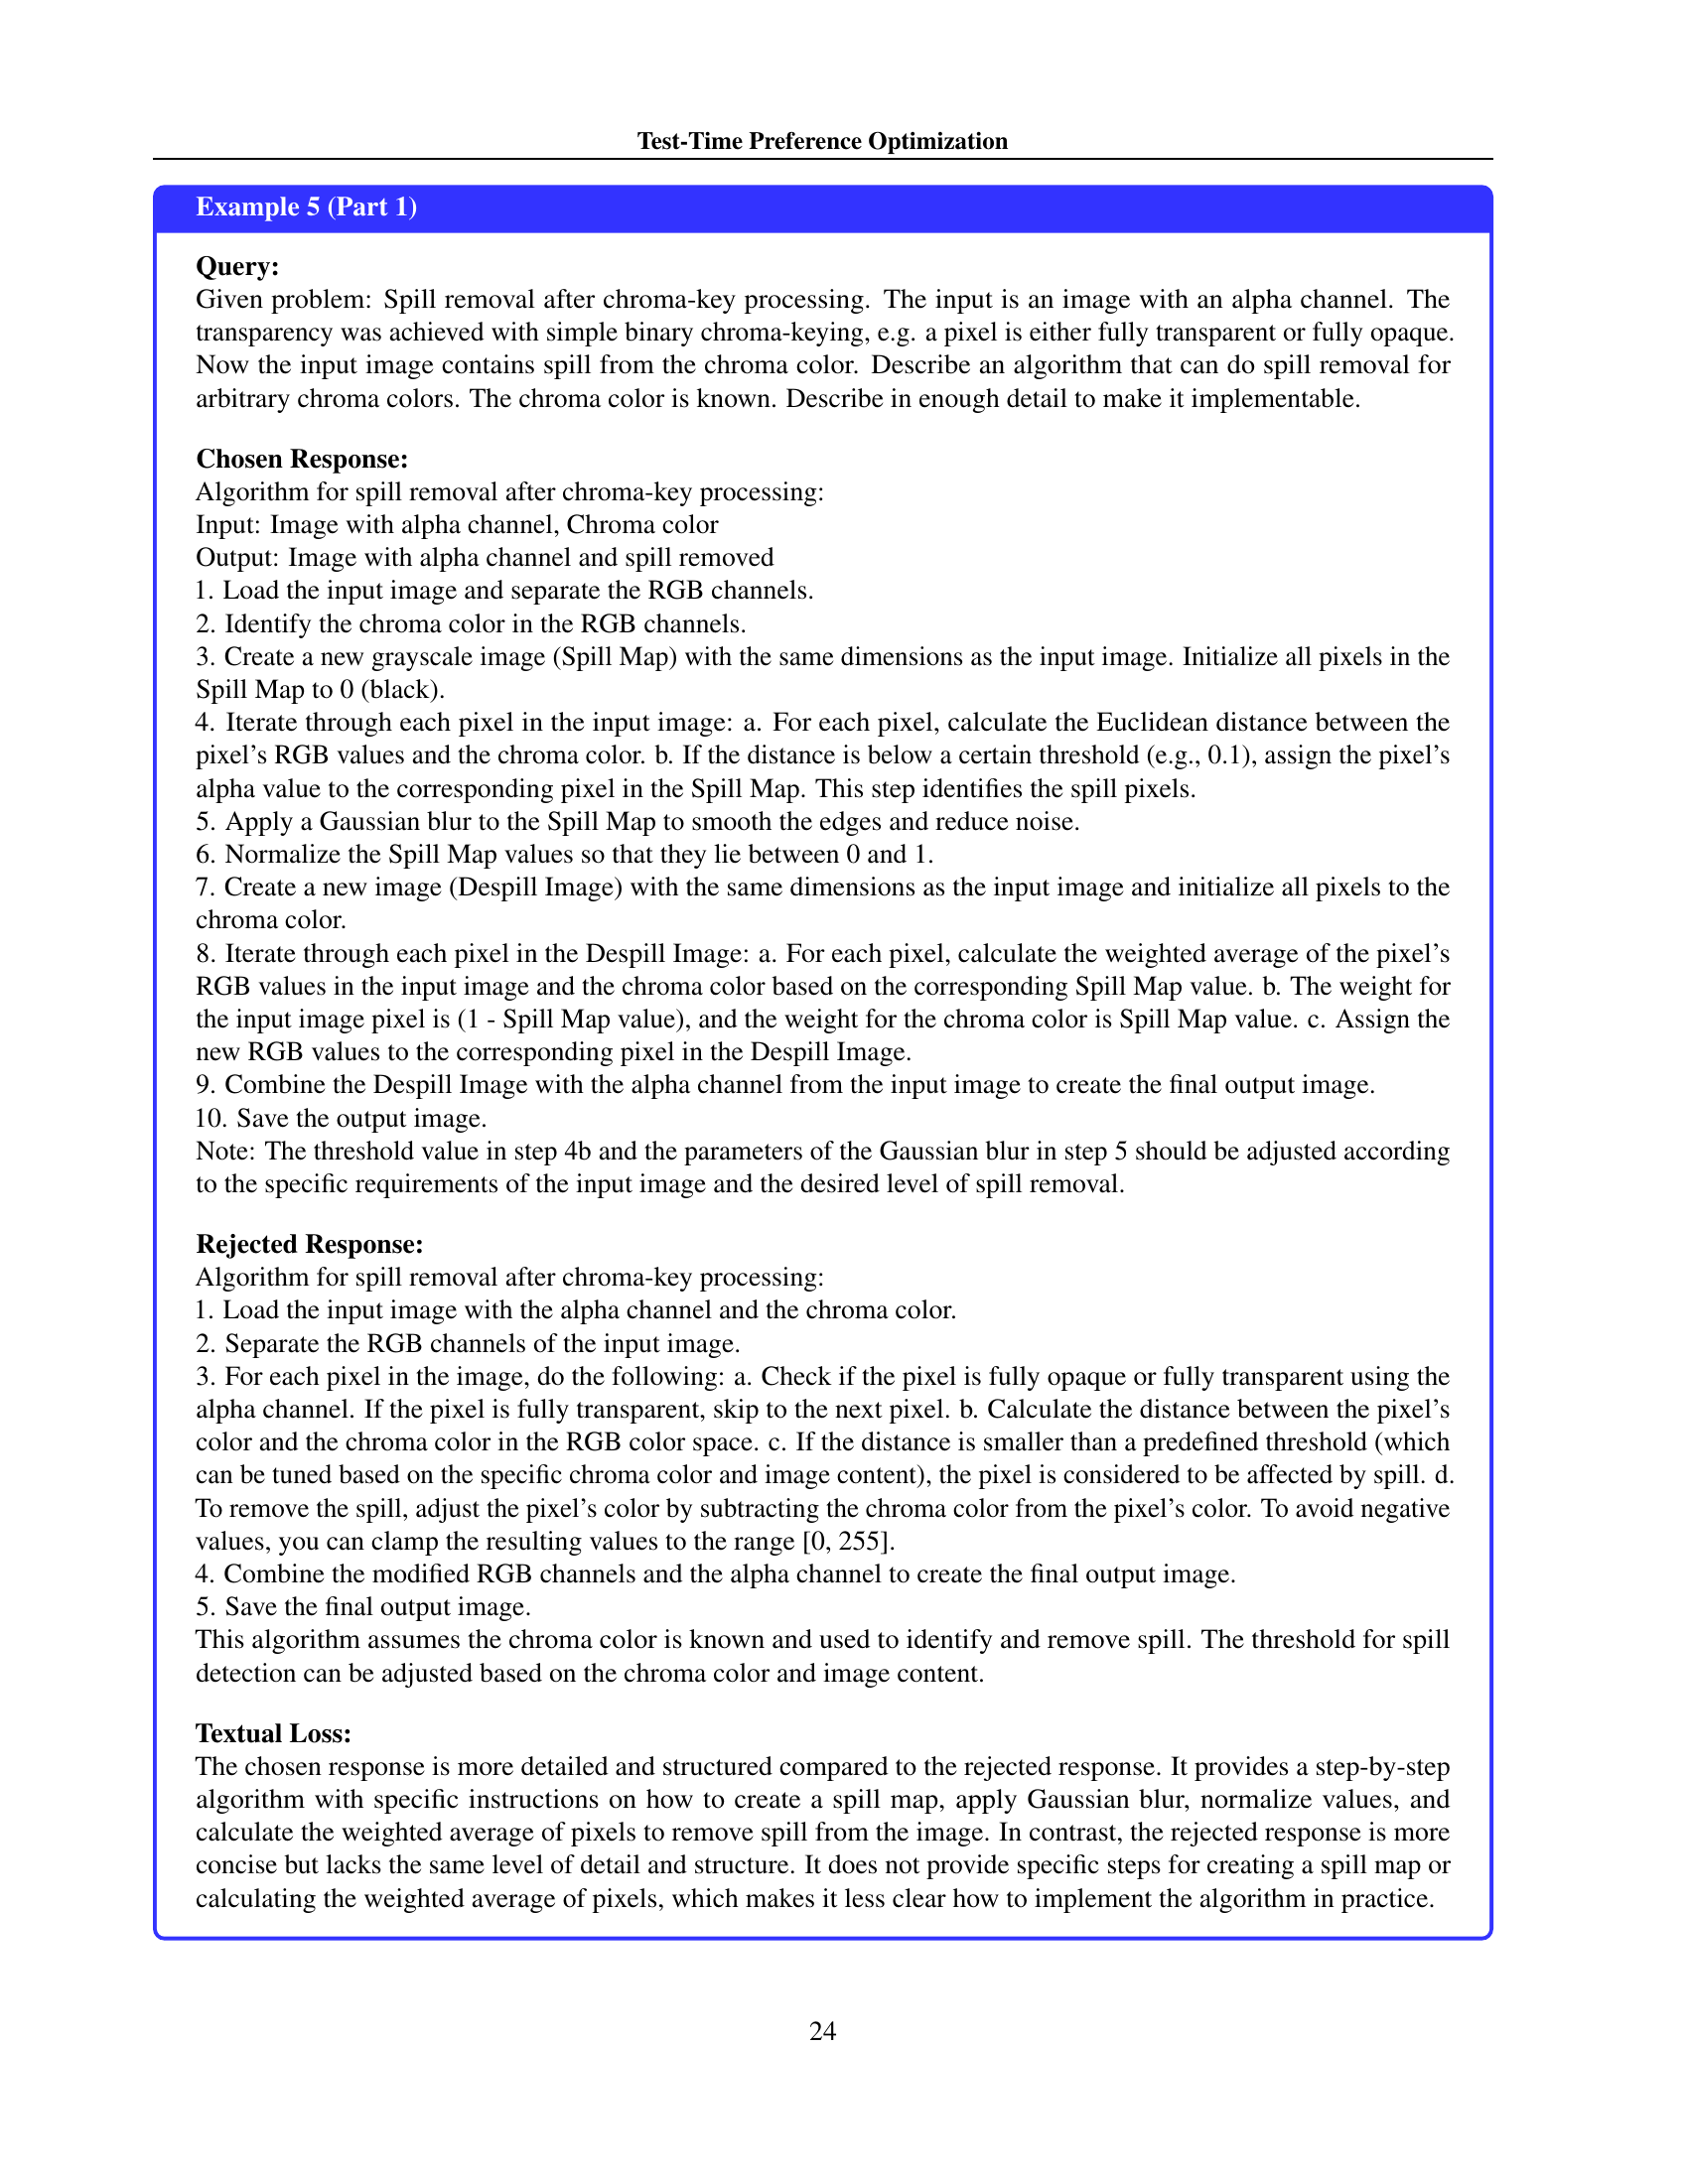 Test-Time Preference Optimization
Example 5 (Part 1)
Query:
Given problem: Spill removal after chroma-key processing. The input is an image with an alpha channel. The
transparency was achieved with simple binary chroma-keying, e.g. a pixel is either fully transparent or fully opaque.
Now the input image contains spill from the chroma color. Describe an algorithm that can do spill removal for
arbitrary chroma colors. The chroma color is known. Describe in enough detail to make it implementable.
Chosen Response:
Algorithm for spill removal after chroma-key processing:
Input: Image with alpha channel, Chroma color
Output: Image with alpha channel and spill removed
1. Load the input image and separate the RGB channels.
2. Identify the chroma color in the RGB channels.
3. Create a new grayscale image (Spill Map) with the same dimensions as the input image. Initialize all pixels in the
Spill Map to 0 (black).
4. Iterate through each pixel in the input image: a. For each pixel, calculate the Euclidean distance between the
pixel's RGB values and the chroma color. b. If the distance is below a certain threshold (e.g., 0.1), assign the pixel's
alpha value to the corresponding pixel in the Spill Map. This step identifies the spill pixels.
5. Apply a Gaussian blur to the Spill Map to smooth the edges and reduce noise.
6. Normalize the Spill Map values so that they lie between 0 and 1.
7. Create a new image (Despill Image) with the same dimensions as the input image and initialize all pixels to the
chroma color.
8. Iterate through each pixel in the Despill Image: a. For each pixel, calculate the weighted average of the pixel's
RGB values in the input image and the chroma color based on the corresponding Spill Map value. b. The weight for
the input image pixel is (1 - Spill Map value), and the weight for the chroma color is Spill Map value. c. Assign the
new RGB values to the corresponding pixel in the Despill Image.
9. Combine the Despill Image with the alpha channel from the input image to create the final output image.
10. Save the output image.
Note: The threshold value in step 4b and the parameters of the Gaussian blur in step 5 should be adjusted according
to the specific requirements of the input image and the desired level of spill removal.
Rejected Response:
Algorithm for spill removal after chroma-key processing:
1. Load the input image with the alpha channel and the chroma color.
2. Separate the RGB channels of the input image.
3. For each pixel in the image, do the following: a. Check if the pixel is fully opaque or fully transparent using the
alpha channel. If the pixel is fully transparent, skip to the next pixel. b. Calculate the distance between the pixel's
color and the chroma color in the RGB color space. c. If the distance is smaller than a predefined threshold (which
can be tuned based on the specific chroma color and image content), the pixel is considered to be affected by spill. d.
To remove the spill, adjust the pixel's color by subtracting the chroma color from the pixel's color. To avoid negative
values, you can clamp the resulting values to the range [0, 255].
4. Combine the modified RGB channels and the alpha channel to create the final output image.
5. Save the final output image.
This algorithm assumes the chroma color is known and used to identify and remove spill. The threshold for spill
detection can be adjusted based on the chroma color and image content.
Textual Loss:
The chosen response is more detailed and structured compared to the rejected response. It provides a step-by-step
algorithm with specific instructions on how to create a spill map, apply Gaussian blur, normalize values, and
calculate the weighted average of pixels to remove spill from the image. In contrast, the rejected response is more
concise but lacks the same level of detail and structure. It does not provide specific steps for creating a spill map or
calculating the weighted average of pixels, which makes it less clear how to implement the algorithm in practice.
24